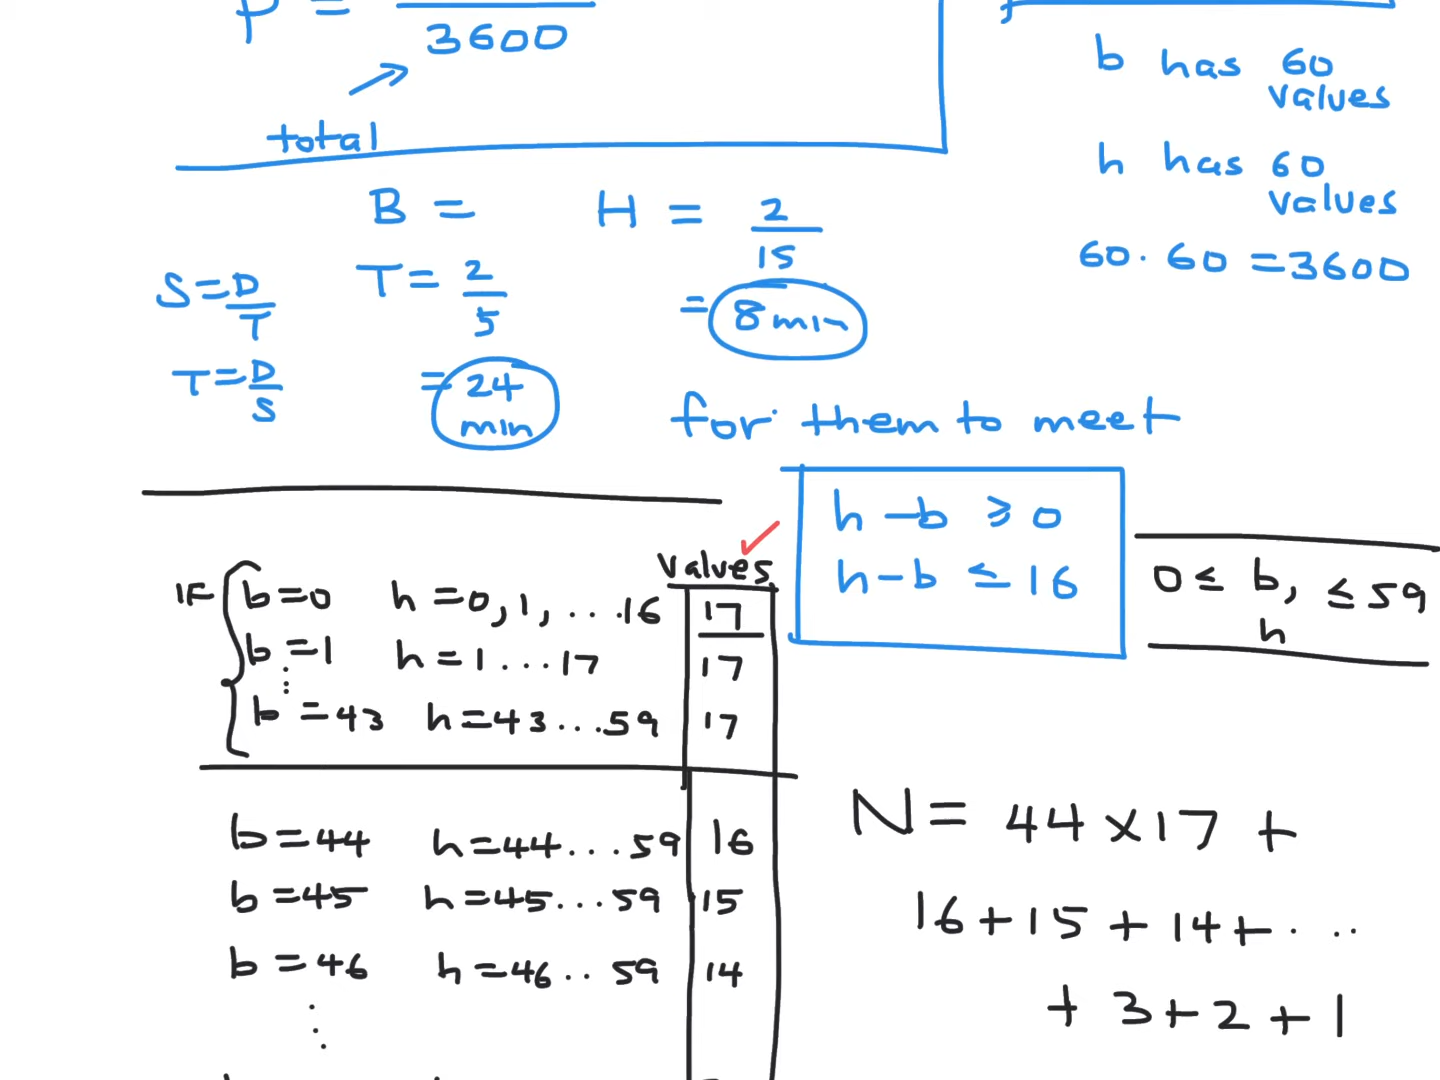 p =
3600
total
b has 60
values
h has 60
values
60 · 60 = 3600
B = H = 2/15
S = D/T T = 2/5 = 8 min
T = D/S = 24 min
for them to meet
h - b ≥ 0
h - b ≤ 16
0 ≤ b, h ≤ 59
values
IF b = 0 h = 0, 1, ... 16 17
b = 1 h = 1 ... 17 17
⋮
b = 43 h = 43 ... 59 17
b = 44 h = 44 ... 59 16
b = 45 h = 45 ... 59 15
b = 46 h = 46 .. 59 14
⋮
N = 44 x 17 +
16 + 15 + 14 + . ..
+ 3 + 2 + 1